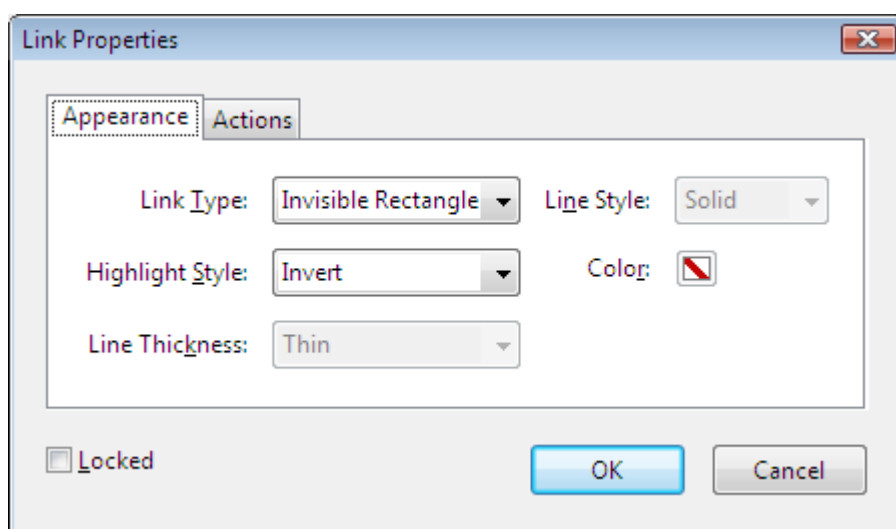 Link Properties
Appearance Actions
Link Type: Invisible Rectangle Line Style: Solid
Highlight Style: Invert Color:
Line Thickness: Thin
Locked OK Cancel